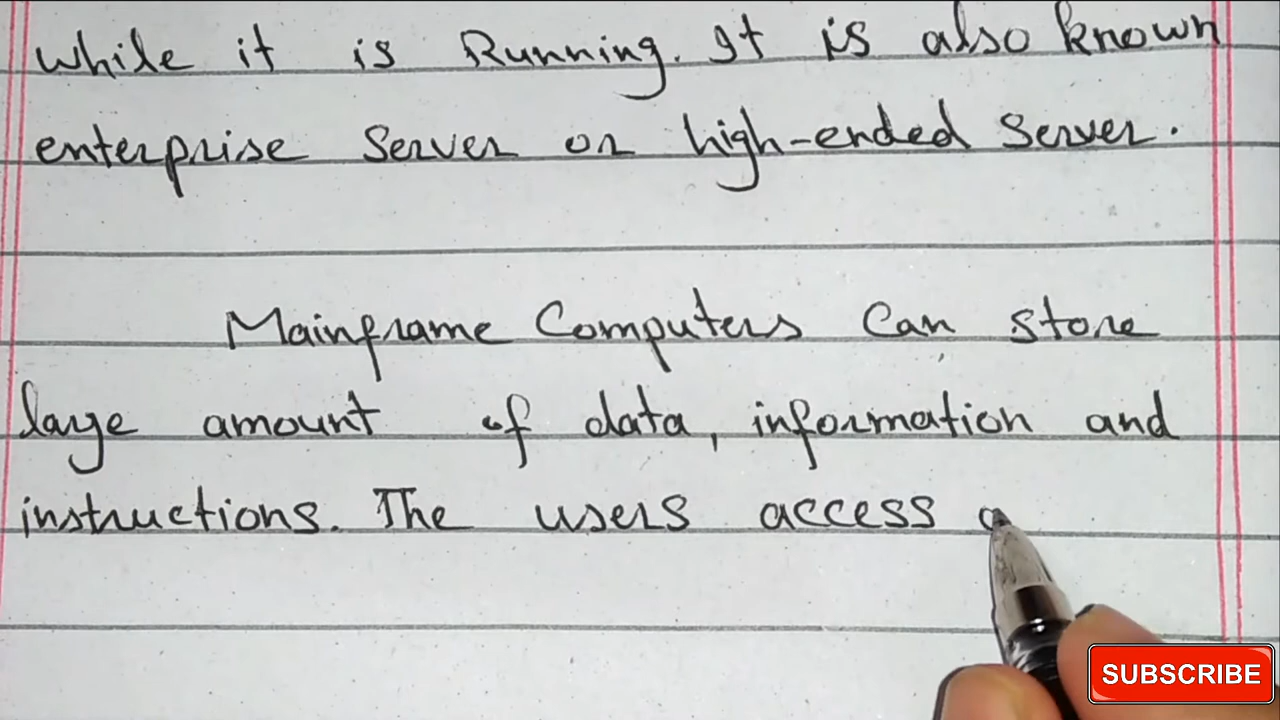 while it is Running. It is also known
enterprise server or high-ended server.
Mainframe Computers can store
large amount of data, information and
instructions. The users access a
SUBSCRIBE